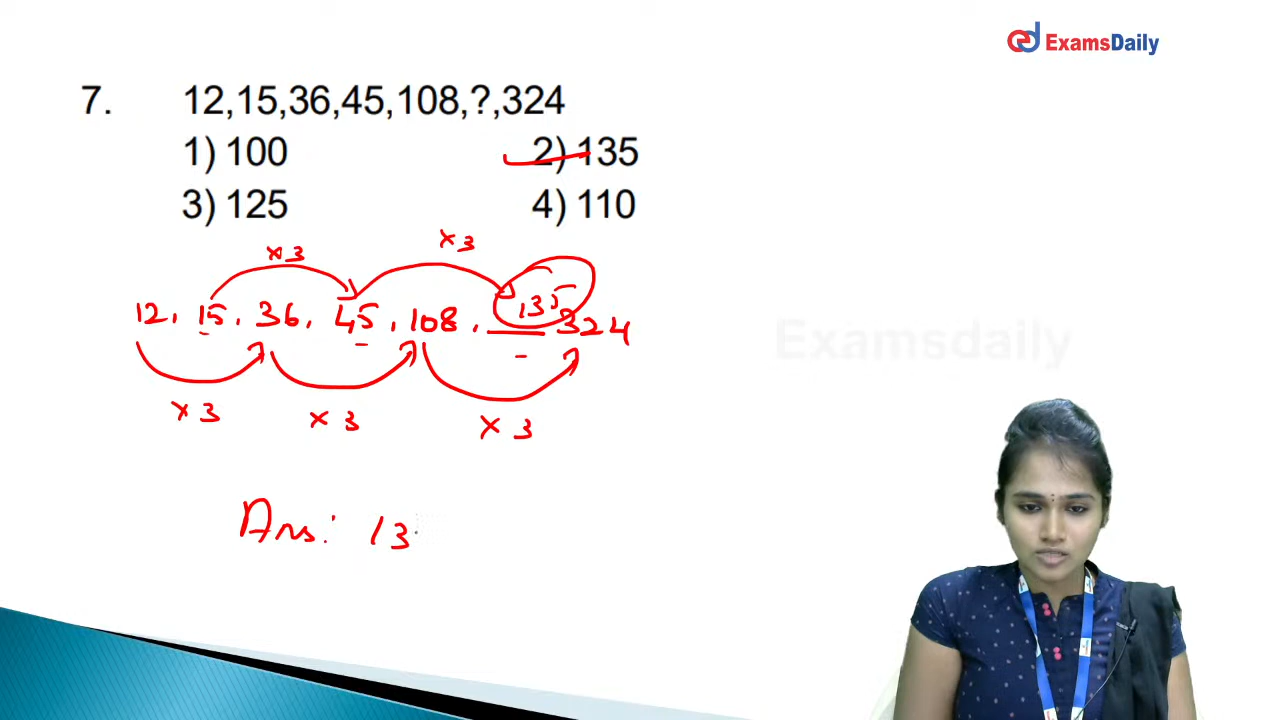 ExamsDaily
7. 12,15,36,45,108,?,324
1) 100 2) 135
3) 125 4) 110
×3 ×3
12, 15, 36, 45, 108, 135 324
×3 ×3 ×3
Ans: 13
Examsdaily